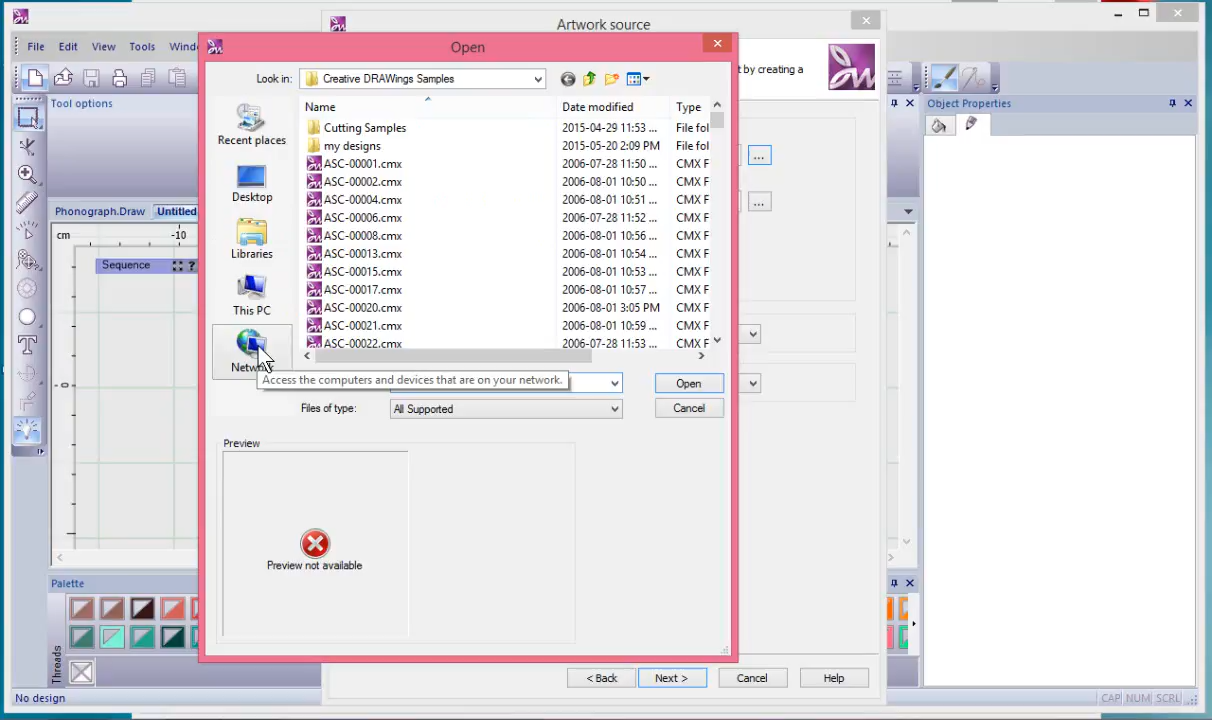 Artwork source
File Edit View Tools
Open
t by creating a
Look in: Creative DRAWings Samples
Tool options
Object Properties
Name Date modified Type
Recent places
Desktop
Libraries
This PC
Cutting Samples 2015-04-29 11:53 ... File fol
my designs 2015-05-20 2:09 PM File fol
ASC-00001.cmx 2006-07-28 11:50 ... CMX F
ASC-00002.cmx 2006-08-01 10:50 ... CMX F
ASC-00004.cmx 2006-08-01 10:51 ... CMX F
ASC-00006.cmx 2006-07-28 11:52 ... CMX F
ASC-00008.cmx 2006-08-01 10:56 ... CMX F
ASC-00013.cmx 2006-08-01 10:54 ... CMX F
ASC-00015.cmx 2006-08-01 10:53 ... CMX F
ASC-00017.cmx 2006-08-01 10:57 ... CMX F
ASC-00020.cmx 2006-08-01 3:05 PM CMX F
ASC-00021.cmx 2006-08-01 10:59 ... CMX F
ASC-00022.cmx 2006-08-01 11:53 ... CMX F
...
...
Phonograph.Draw Untitled
cm -10
Sequence ?
0
Access the computers and devices that are on your network.
Open
Files of type: All Supported
Cancel
Preview
Preview not available
Palette
Threads
< Back Next > Cancel Help
No design
CAP NUM SCRL